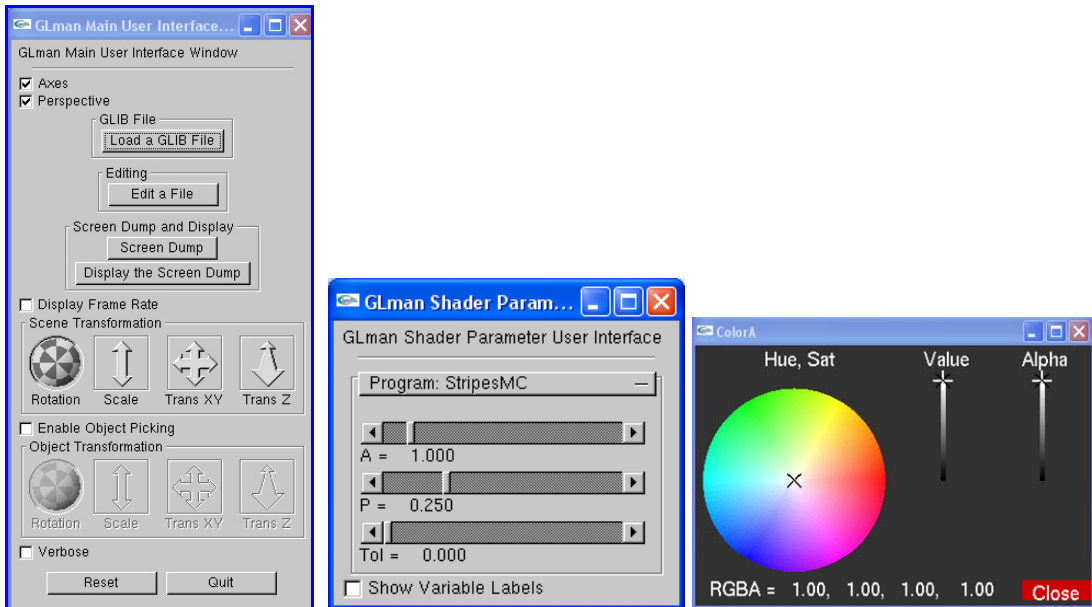 GLman Main User Interface...
GLman Main User Interface Window
Axes
Perspective
GLIB File
Load a GLIB File
Editing
Edit a File
Screen Dump and Display
Screen Dump
Display the Screen Dump
Display Frame Rate
Scene Transformation
Rotation Scale Trans XY Trans Z
Enable Object Picking
Object Transformation
Rotation Scale Trans XY Trans Z
Verbose
Reset Quit
GLman Shader Param...
GLman Shader Parameter User Interface
Program: StripesMC
A = 1.000
P = 0.250
Tol = 0.000
Show Variable Labels
ColorA
Hue, Sat Value Alpha
RGBA = 1.00, 1.00, 1.00, 1.00 Close